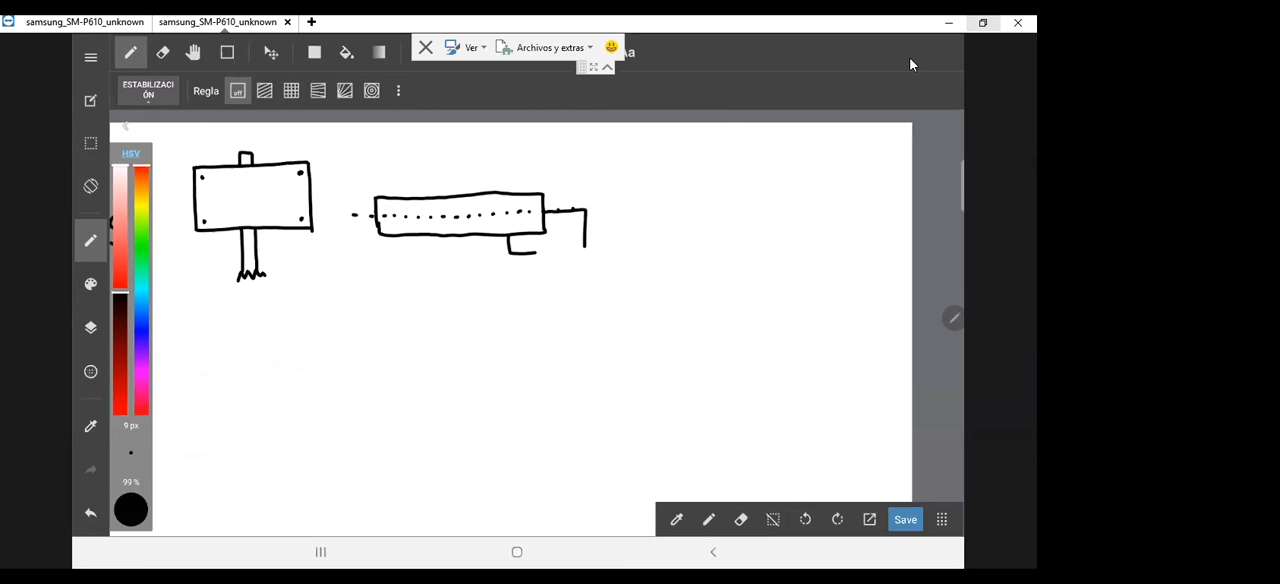 samsung_SM-P610_unknown samsung_SM-P610_unknown
Ver Archivos y extras
ESTABILIZACI
ÓN
Regla off
HSV
9 px
99 %
Save